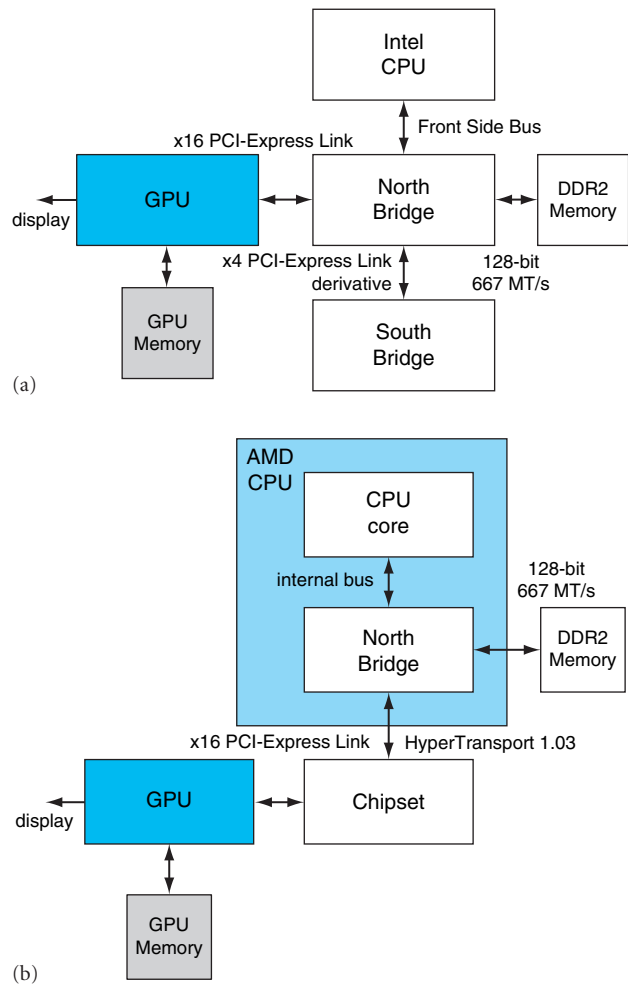 Intel
CPU
Front Side Bus
x16 PCI-Express Link
GPU
North
Bridge
DDR2
Memory
display
x4 PCI-Express Link
derivative
128-bit
667 MT/s
GPU
Memory
South
Bridge
(a)
AMD
CPU
CPU
core
internal bus
128-bit
667 MT/s
North
Bridge
DDR2
Memory
x16 PCI-Express Link
HyperTransport 1.03
GPU
Chipset
display
GPU
Memory
(b)